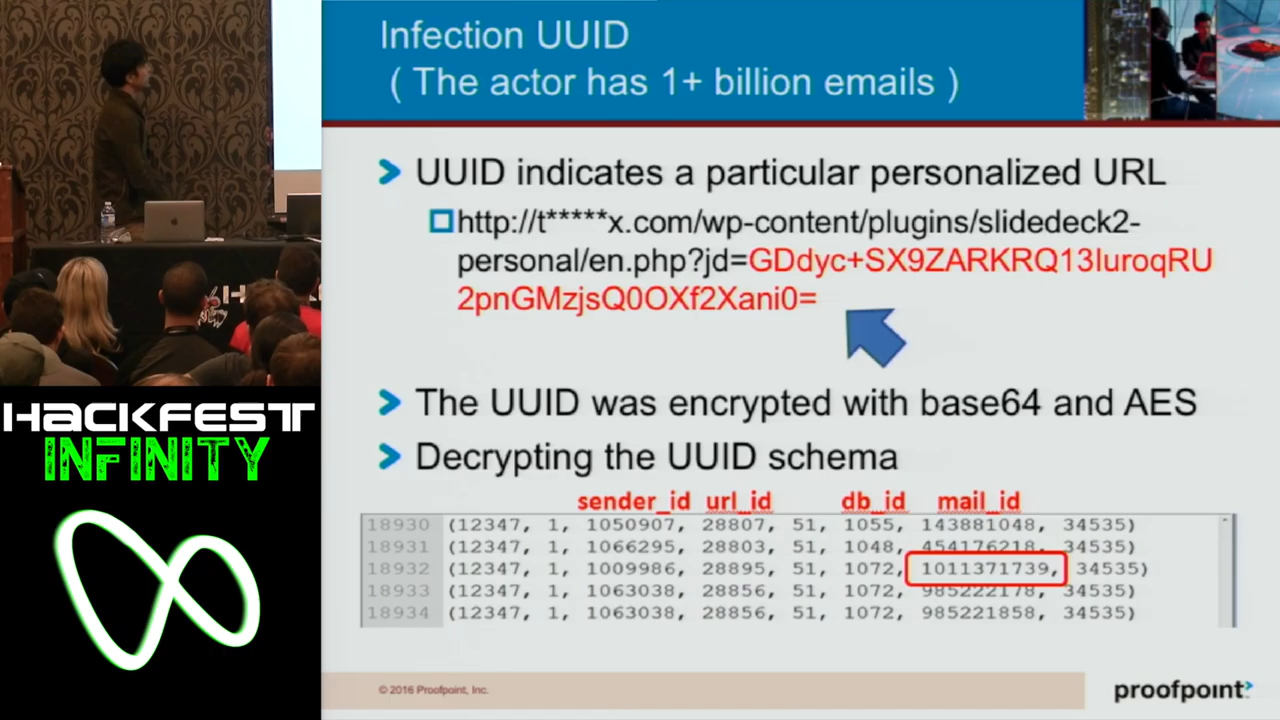 Infection UUID
( The actor has 1+ billion emails )
UUID indicates a particular personalized URL
http://t*****x.com/wp-content/plugins/slidedeck2-
personal/en.php?jd=GDdyc+SX9ZARKRQ13IuroqRU
2pnGMzjsQ0OXf2Xani0=
The UUID was encrypted with base64 and AES
Decrypting the UUID schema
sender_id url_id db_id mail_id
18930 (12347, 1, 1050907, 28807, 51, 1055, 143881048, 34535)
18931 (12347, 1, 1066295, 28803, 51, 1048, 454176218, 34535)
18932 (12347, 1, 1009986, 28895, 51, 1072, 1011371739, 34535)
18933 (12347, 1, 1063038, 28856, 51, 1072, 985222178, 34535)
18934 (12347, 1, 1063038, 28856, 51, 1072, 985221858, 34535)
© 2016 Proofpoint, Inc.
proofpoint
HACKFEST
INFINITY